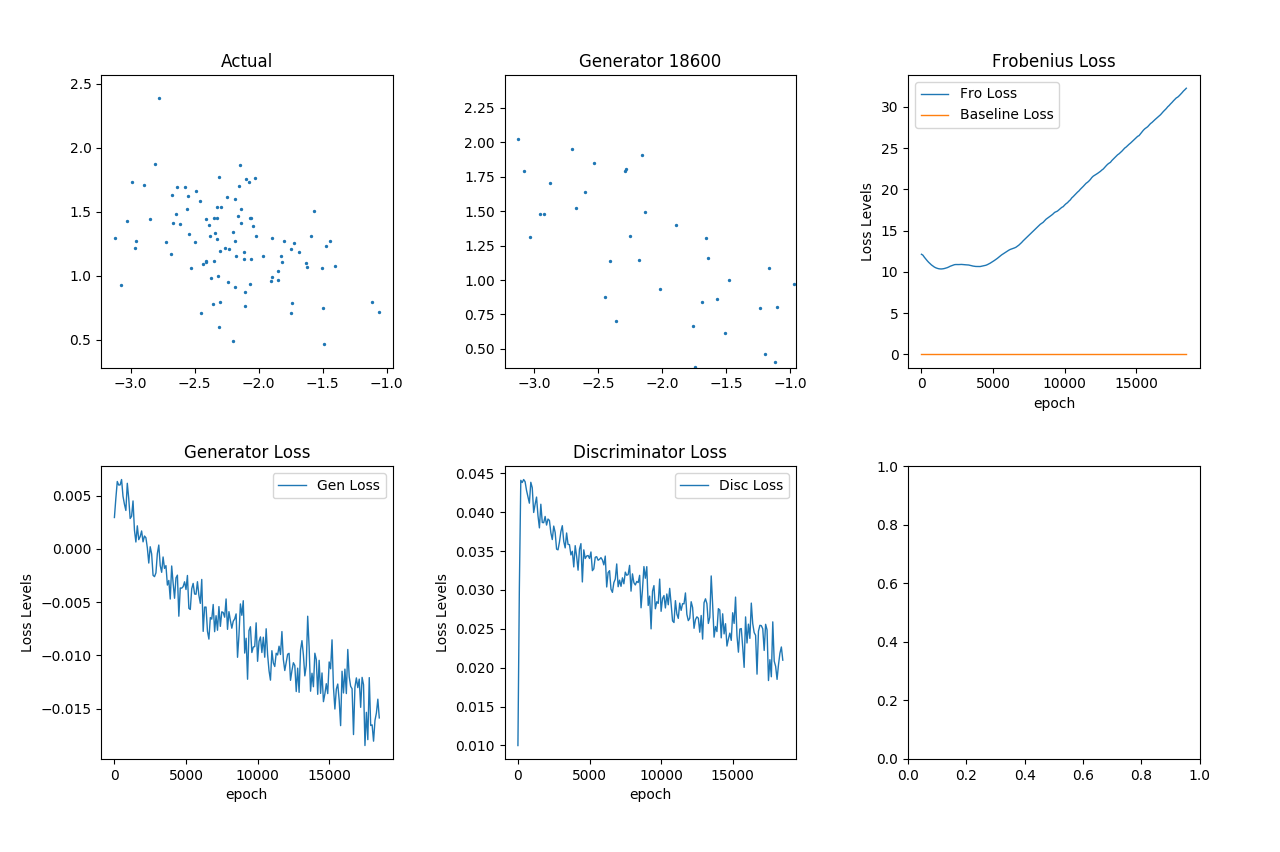 Actual
2.5
2.0
1.5
1.0
0.5
−3.0 −2.5 −2.0 −1.5 −1.0
Generator 18600
2.25
2.00
1.75
1.50
1.25
1.00
0.75
0.50
−3.0 −2.5 −2.0 −1.5 −1.0
Frobenius Loss
Fro Loss
Baseline Loss
Loss Levels
30
25
20
15
10
5
0
0 5000 10000 15000
epoch
Generator Loss
Gen Loss
Loss Levels
0.005
0.000
−0.005
−0.010
−0.015
0 5000 10000 15000
epoch
Discriminator Loss
Disc Loss
Loss Levels
0.045
0.040
0.035
0.030
0.025
0.020
0.015
0.010
0 5000 10000 15000
epoch
1.0
0.8
0.6
0.4
0.2
0.0
0.0 0.2 0.4 0.6 0.8 1.0